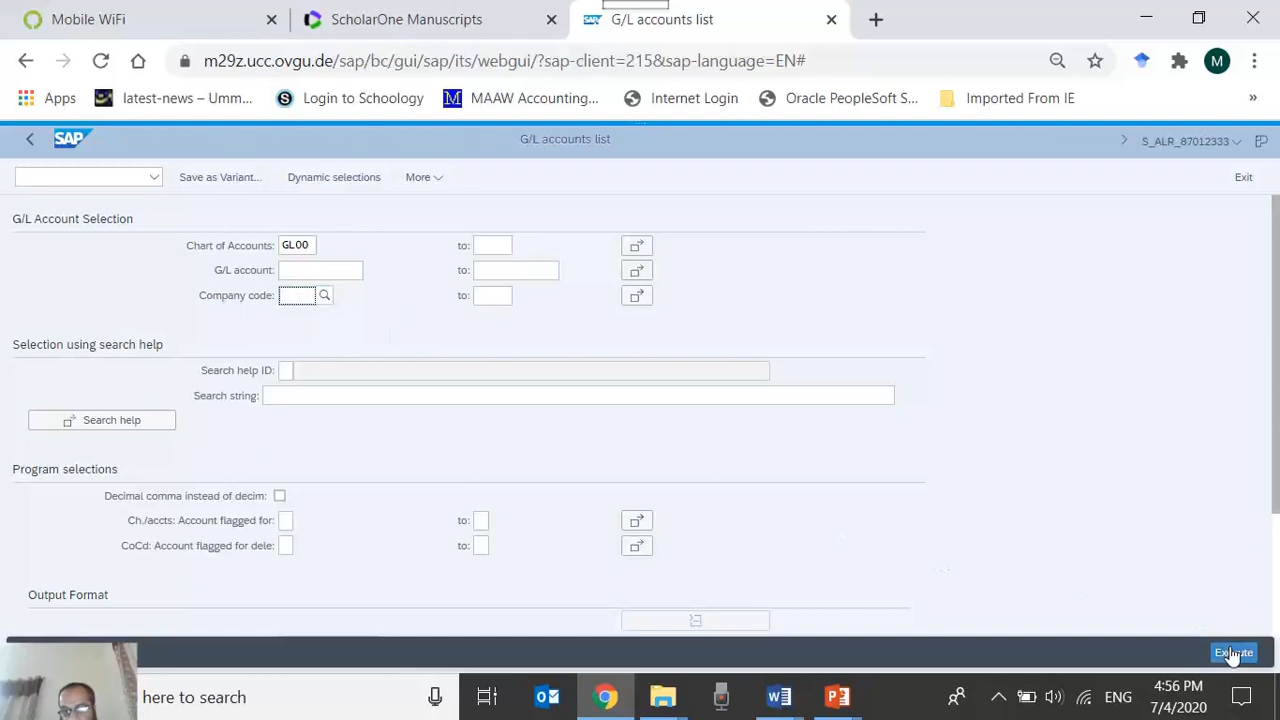 Mobile WiFi
ScholarOne Manuscripts
G/L accounts list
m29z.ucc.ovgu.de/sap/bc/gui/sap/its/webgui/?sap-client=215&sap-language=EN#
M
Apps
latest-news – Umm...
Login to Schoology
MAAW Accounting...
Internet Login
Oracle PeopleSoft S...
Imported From IE
»
SAP
G/L accounts list
S_ALR_87012333
Save as Variant...
Dynamic selections
More
Exit
G/L Account Selection
Chart of Accounts: GL00 to:
G/L account: to:
Company code: to:
Selection using search help
Search help ID:
Search string:
Search help
Program selections
Decimal comma instead of decim:
Ch./accts: Account flagged for: to:
CoCd: Account flagged for dele: to:
Output Format
Execute
here to search
ENG
4:56 PM
7/4/2020